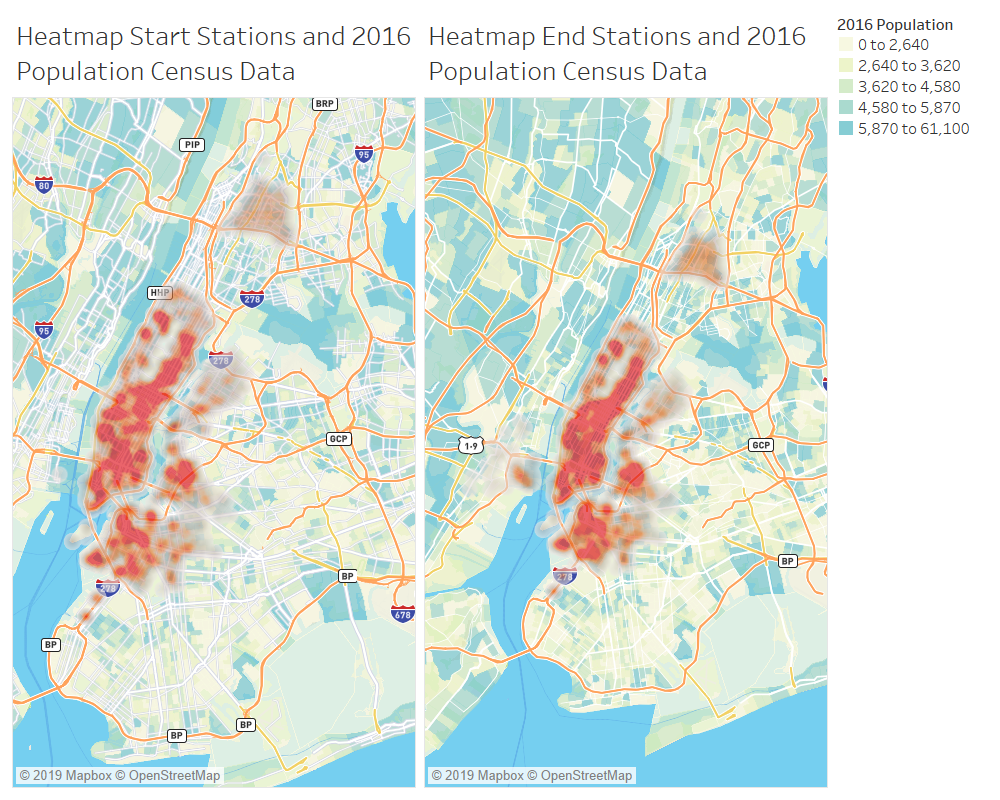 Heatmap Start Stations and 2016
Population Census Data
Heatmap End Stations and 2016
Population Census Data
2016 Population
0 to 2,640
2,640 to 3,620
3,620 to 4,580
4,580 to 5,870
5,870 to 61,100
BRP
PIP
95
80
HHP
278
95
278
GCP
278
BP
678
BP
BP
BP
© 2019 Mapbox © OpenStreetMap
1-9
GCP
BP
278
© 2019 Mapbox © OpenStreetMap